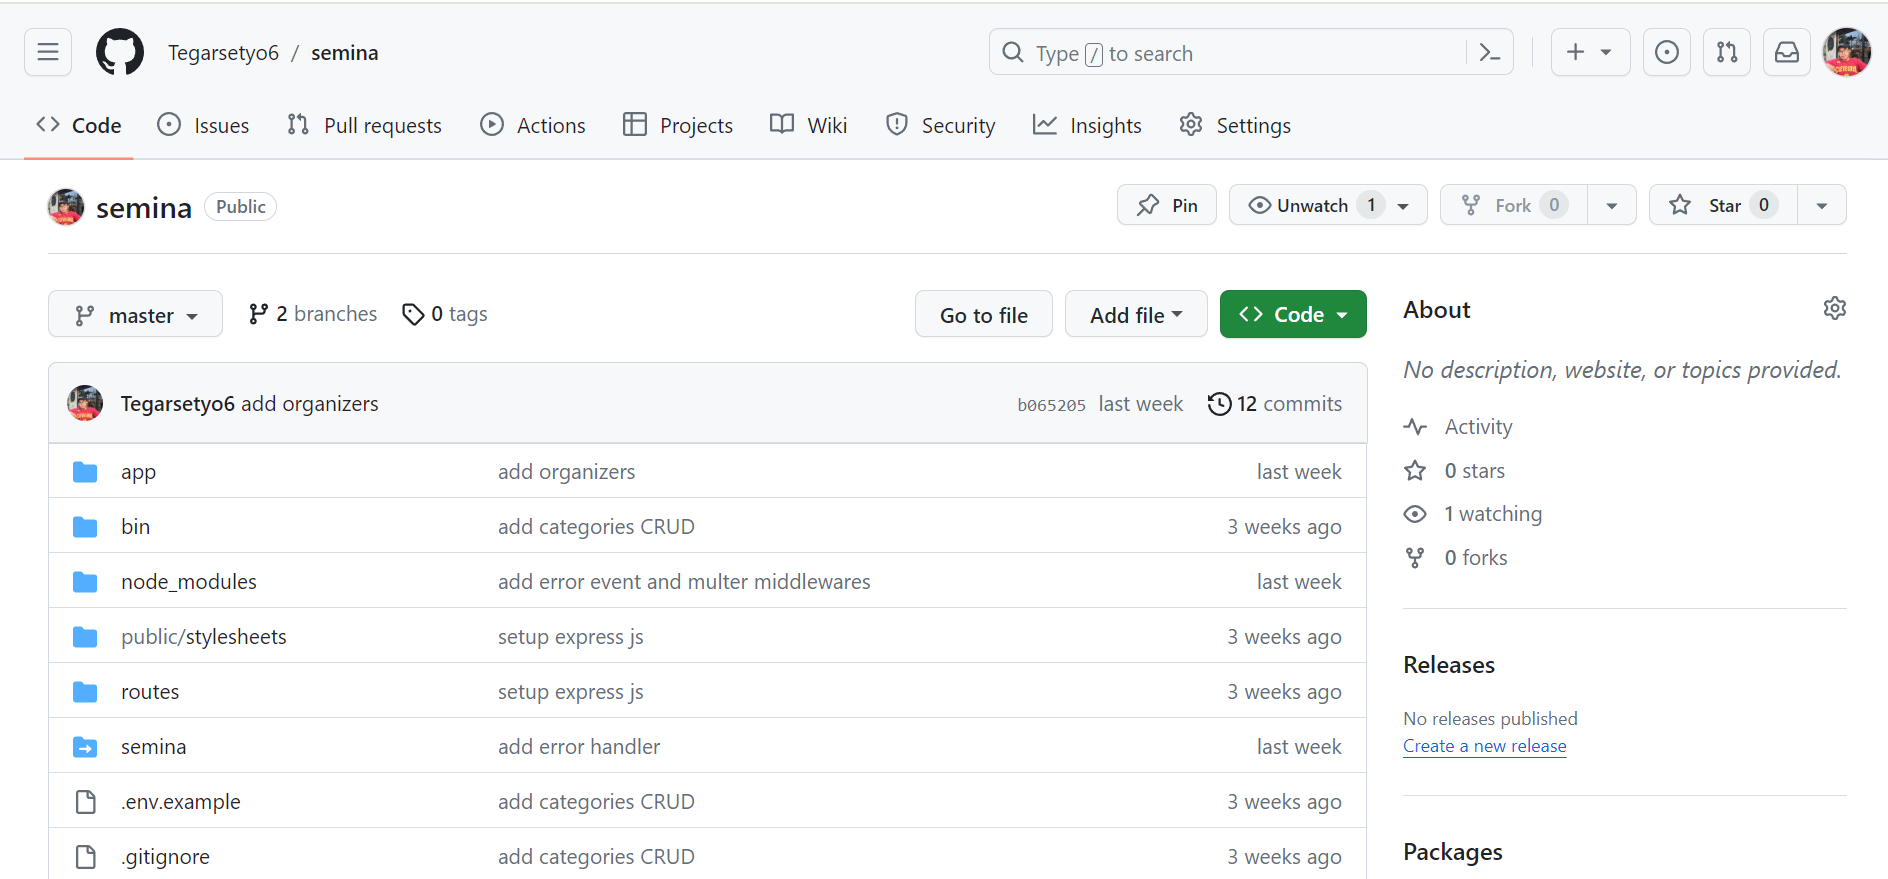 Tegarsetyo6 / semina
Type / to search
Code Issues Pull requests Actions Projects Wiki Security Insights Settings
semina Public Pin Unwatch 1 Fork 0 Star 0
master 2 branches 0 tags Go to file Add file Code
Tegarsetyo6 add organizers b065205 last week 12 commits
app add organizers last week
bin add categories CRUD 3 weeks ago
node_modules add error event and multer middlewares last week
public/stylesheets setup express js 3 weeks ago
routes setup express js 3 weeks ago
semina add error handler last week
.env.example add categories CRUD 3 weeks ago
.gitignore add categories CRUD 3 weeks ago
About
No description, website, or topics provided.
Activity
0 stars
1 watching
0 forks
Releases
No releases published
Create a new release
Packages